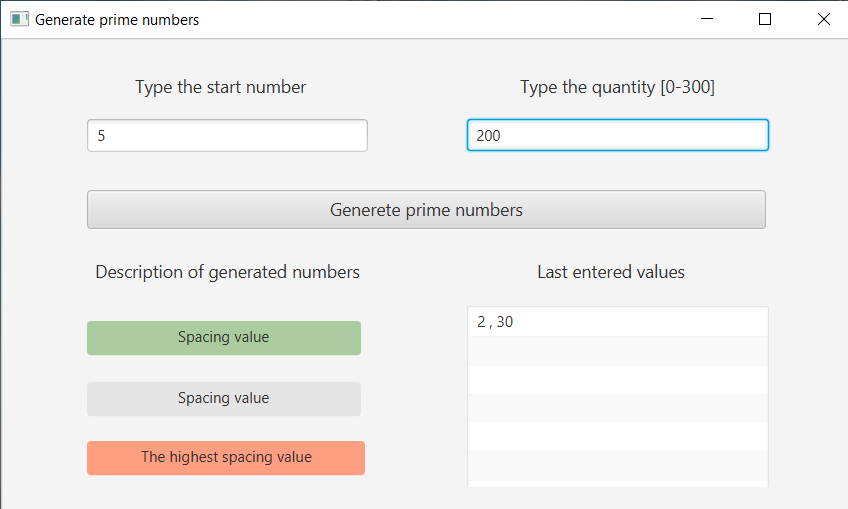 Generate prime numbers
Type the start number
Type the quantity [0-300]
5
200
Generete prime numbers
Description of generated numbers
Last entered values
2 , 30
Spacing value
Spacing value
The highest spacing value